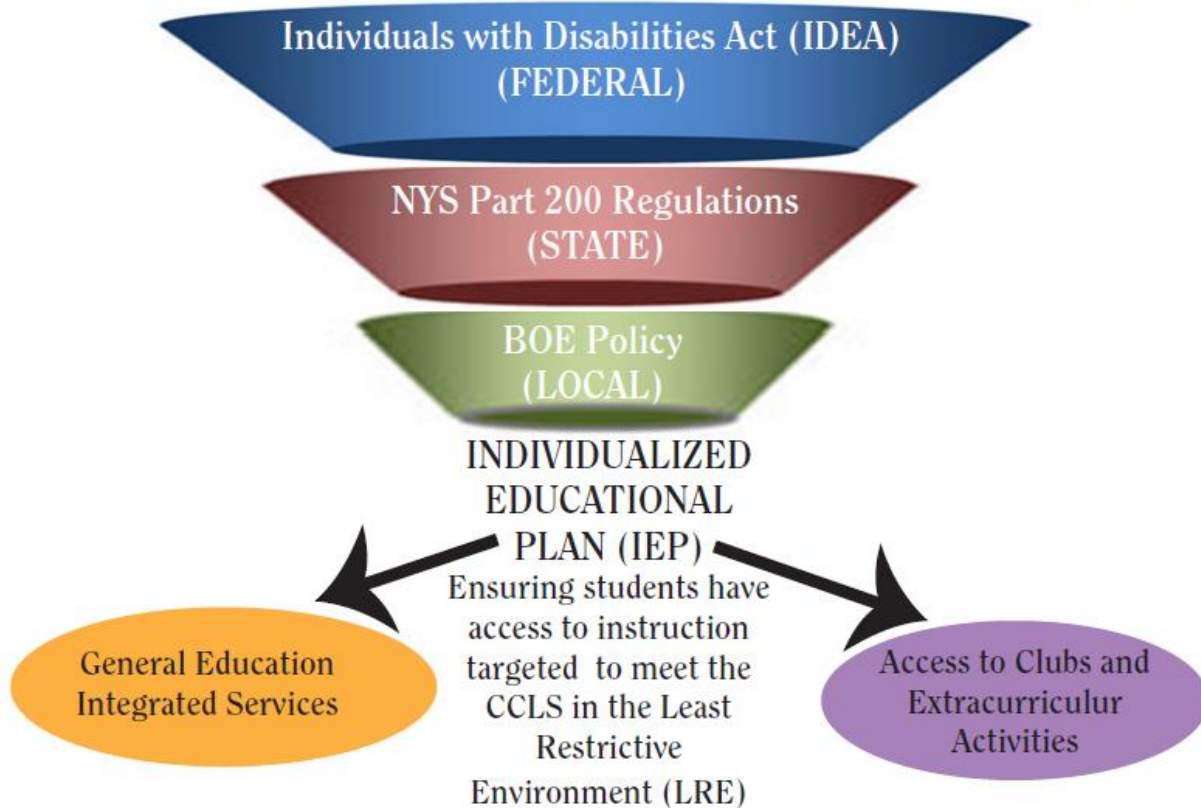 Individuals with Disabilities Act (IDEA)
(FEDERAL)
NYS Part 200 Regulations
(STATE)
BOE Policy
(LOCAL)
INDIVIDUALIZED
EDUCATIONAL
PLAN (IEP)
Ensuring students have
access to instruction
targeted to meet the
CCLS in the Least
Restrictive
Environment (LRE)
General Education
Integrated Services
Access to Clubs and
Extracurriculur
Activities